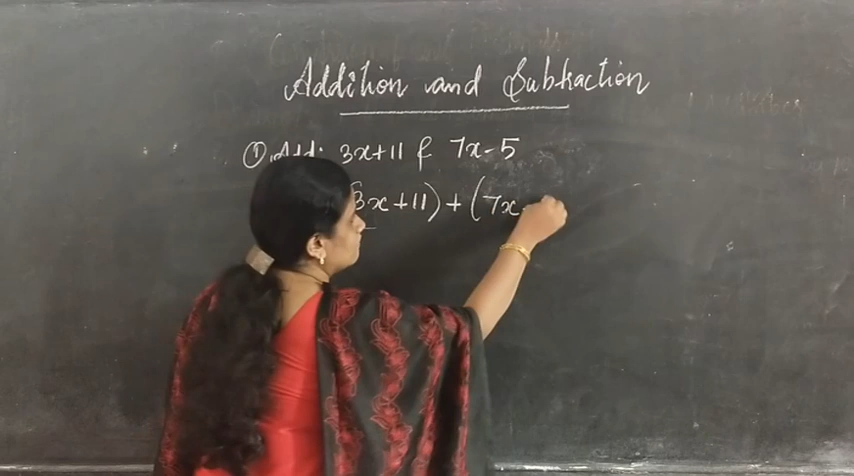 Addition and Subtraction
① Add: 3x+11 & 7x-5
(3x+11)+(7x-